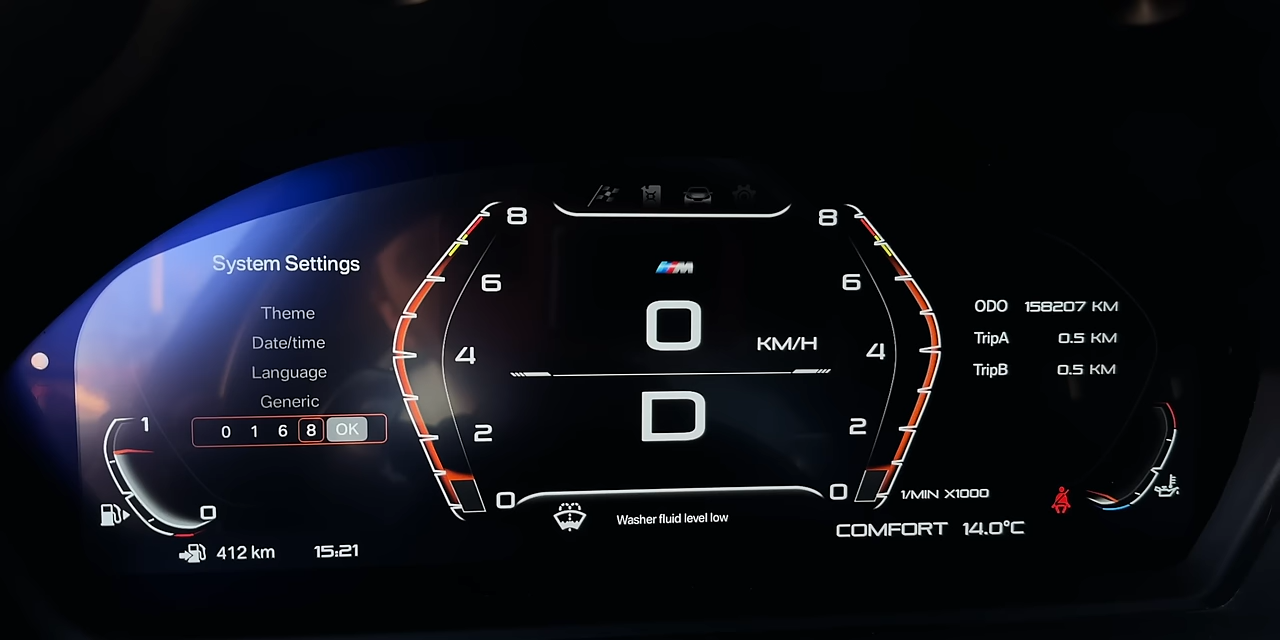 System Settings
Theme
Date/time
Language
Generic
0 1 6 8 OK
1
0
412 km 15:21
8
6
4
2
0
M
0 KM/H
D
Washer fluid level low
8
6
4
2
0
1/MIN X1000
COMFORT 14.0°C
ODO 158207 KM
TripA 0.5 KM
TripB 0.5 KM